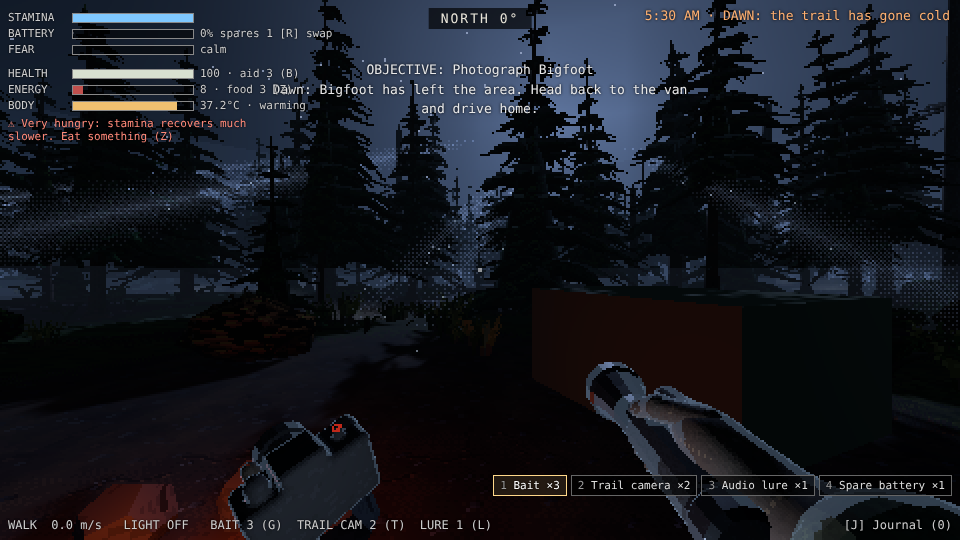 STAMINA
NORTH 0°
5:30 AM · DAWN: the trail has gone cold
BATTERY 0% spares 1 [R] swap
FEAR calm
OBJECTIVE: Photograph Bigfoot
HEALTH 100 · aid 3 (B)
ENERGY 8 · food 3
Dawn: Bigfoot has left the area. Head back to the van
and drive home.
BODY 37.2°C · warming
⚠ Very hungry: stamina recovers much
slower. Eat something (Z)
1 Bait ×3 2 Trail camera ×2 3 Audio lure ×1 4 Spare battery ×1
WALK 0.0 m/s LIGHT OFF BAIT 3 (G) TRAIL CAM 2 (T) LURE 1 (L) [J] Journal (0)